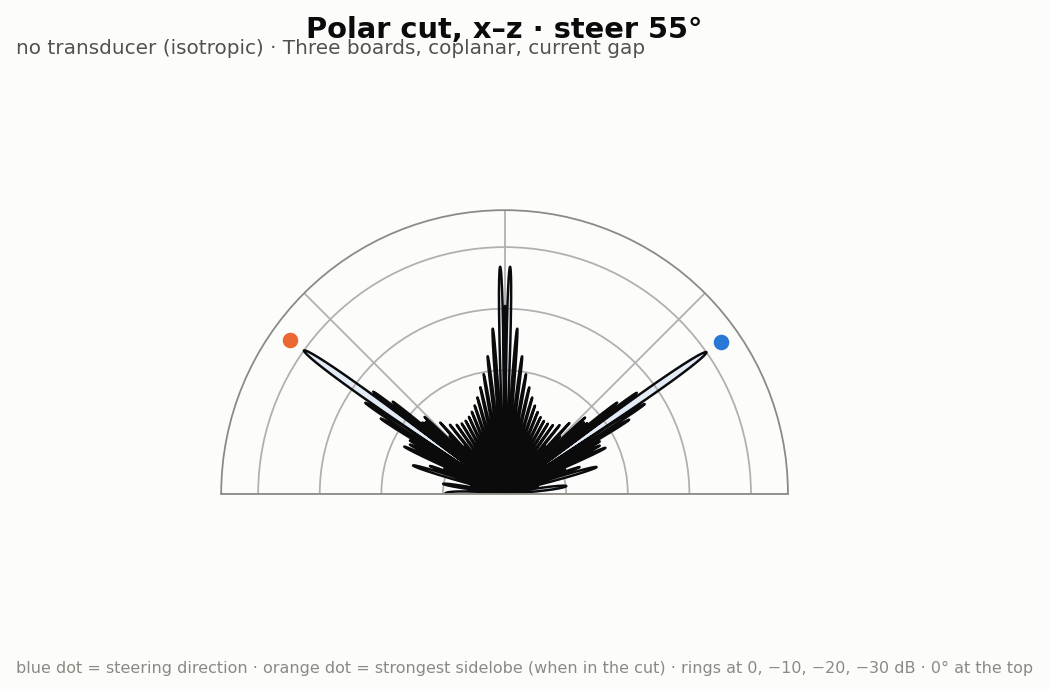 Polar cut, x–z · steer 55°
no transducer (isotropic) · Three boards, coplanar, current gap
blue dot = steering direction · orange dot = strongest sidelobe (when in the cut) · rings at 0, −10, −20, −30 dB · 0° at the top